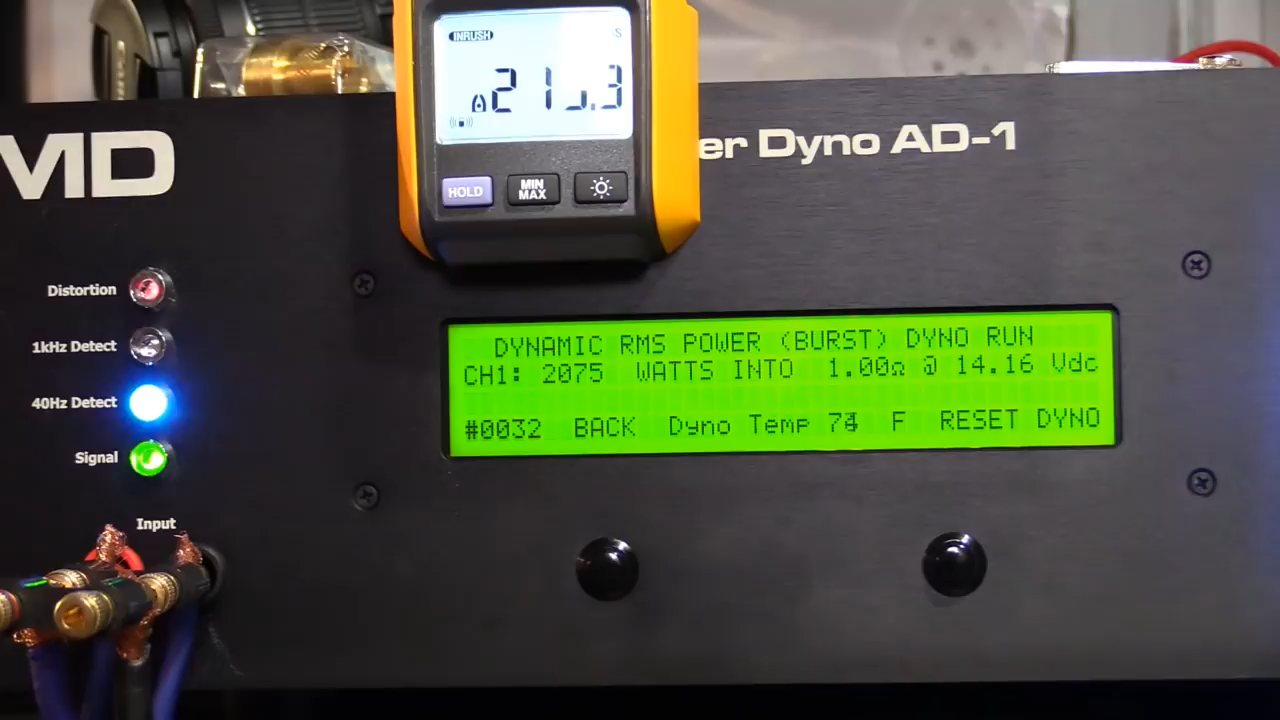 INRUSH
HOLD
MIN
MAX
MD
er Dyno AD-1
Distortion
1kHz Detect
40Hz Detect
Signal
Input
DYNAMIC RMS POWER (BURST) DYNO RUN
CH1: 2075 WATTS INTO 1.00Ω @ 14.16 Vdc
#0032 BACK Dyno Temp 74 F RESET DYNO